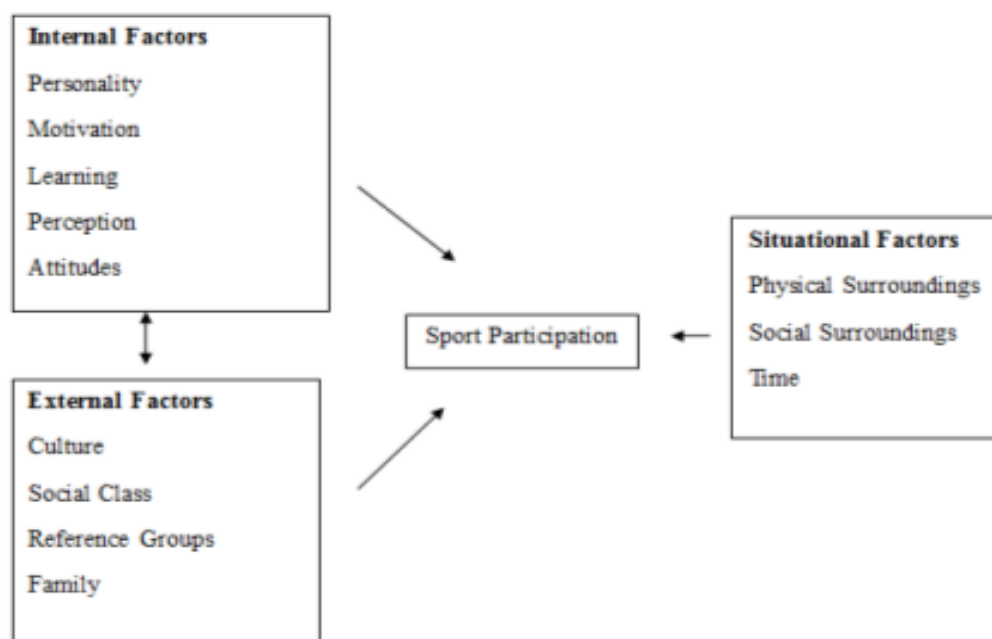 Internal Factors
Personality
Motivation
Learning
Perception
Attitudes
External Factors
Culture
Social Class
Reference Groups
Family
Sport Participation
Situational Factors
Physical Surroundings
Social Surroundings
Time